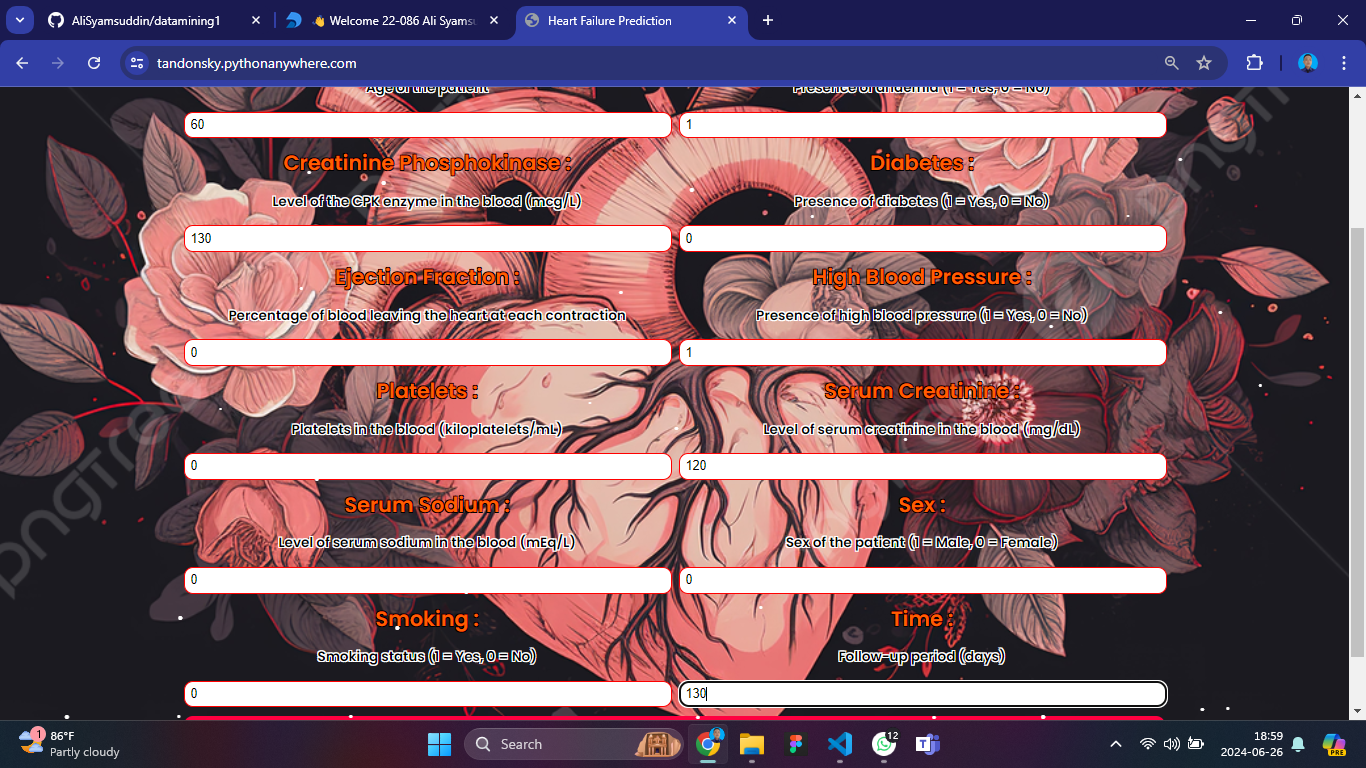 AliSyamsuddin/datamining1
👋 Welcome 22-086 Ali Syamsu
Heart Failure Prediction
tandonsky.pythonanywhere.com
Age of the patient
Presence of anaemia (1 = Yes, 0 = No)
60
1
Creatinine Phosphokinase :
Diabetes :
Level of the CPK enzyme in the blood (mcg/L)
Presence of diabetes (1 = Yes, 0 = No)
130
0
Ejection Fraction :
High Blood Pressure :
Percentage of blood leaving the heart at each contraction
Presence of high blood pressure (1 = Yes, 0 = No)
0
1
Platelets :
Serum Creatinine :
Platelets in the blood (kiloplatelets/mL)
Level of serum creatinine in the blood (mg/dL)
0
120
Serum Sodium :
Sex :
Level of serum sodium in the blood (mEq/L)
Sex of the patient (1 = Male, 0 = Female)
0
0
Smoking :
Time :
Smoking status (1 = Yes, 0 = No)
Follow-up period (days)
0
130
1
86°F
Partly cloudy
Search
12
18:59
2024-06-26
PRE